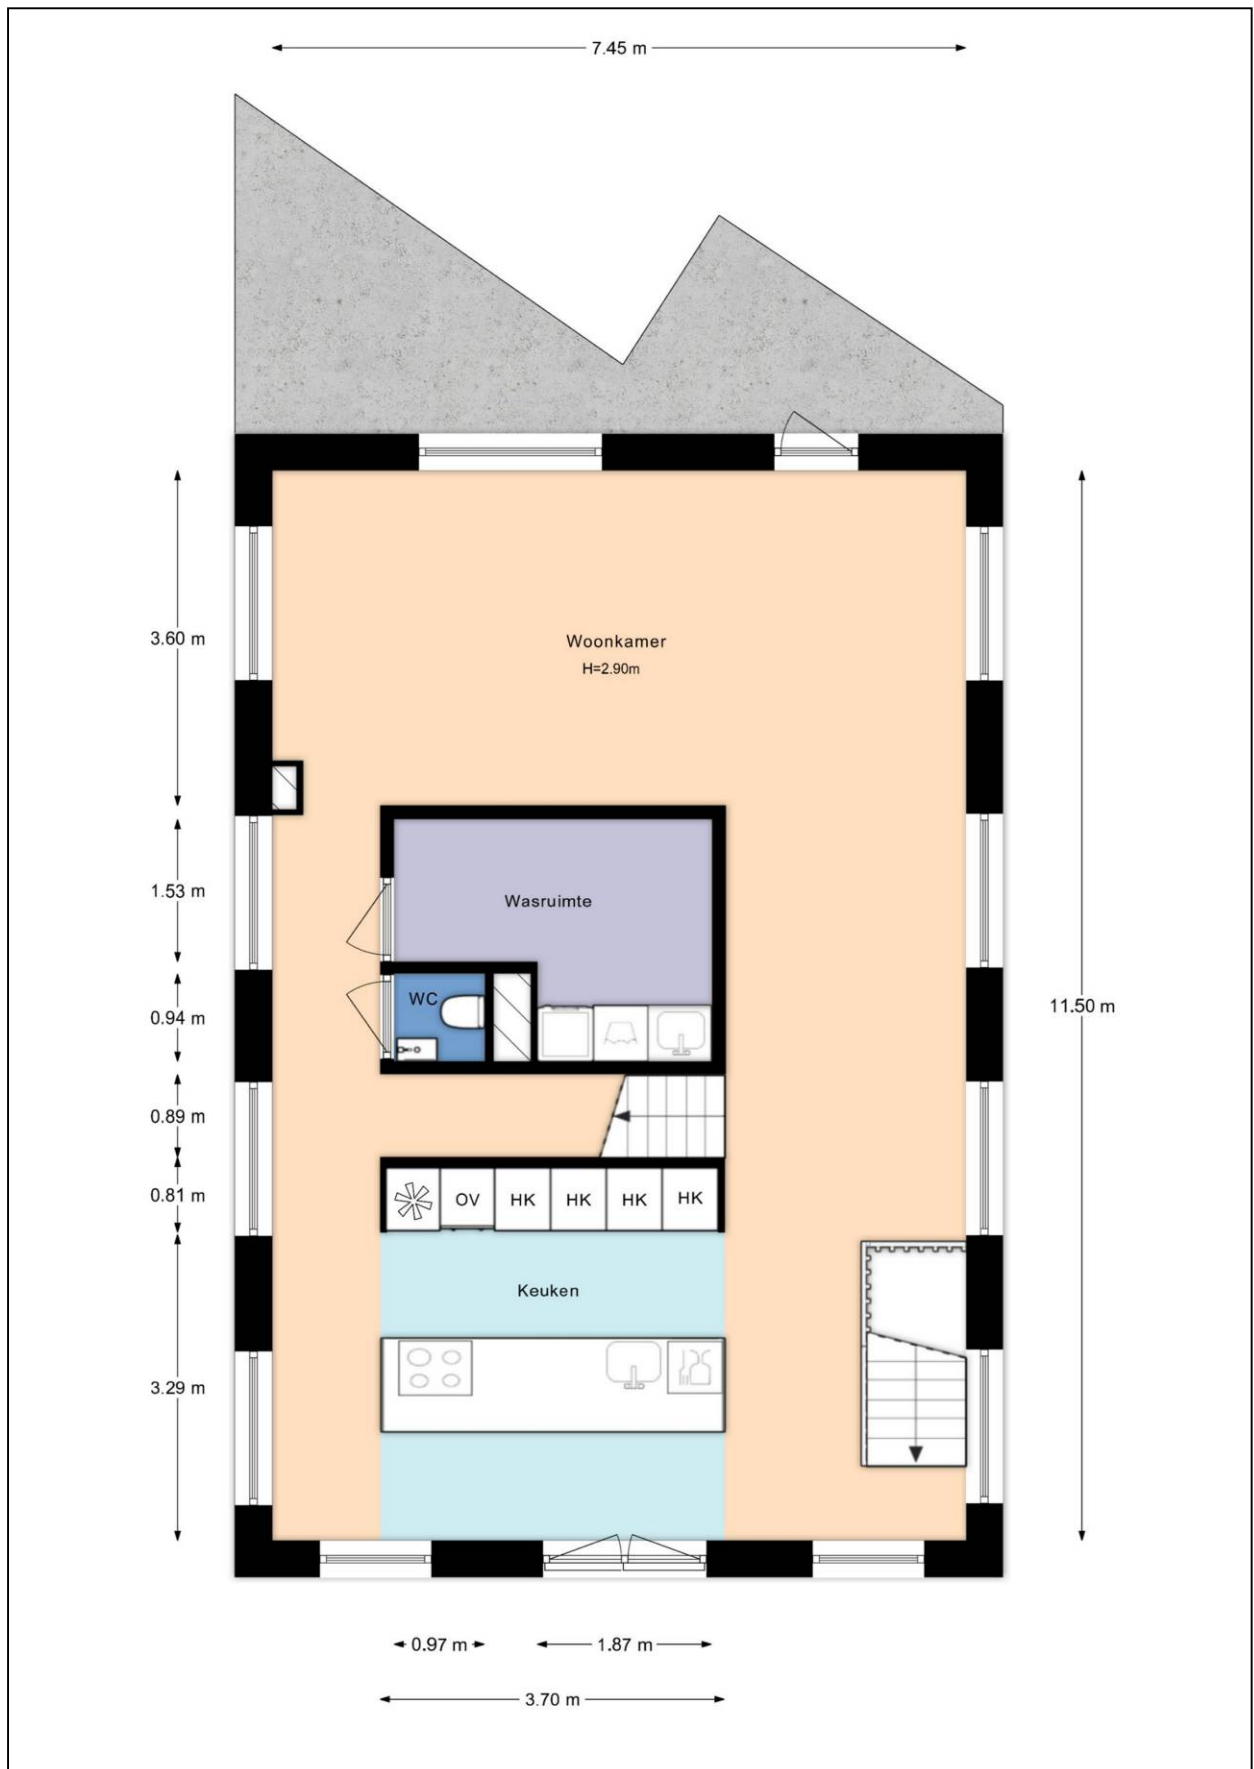 7.45 m
Woonkamer
H=2.90m
3.60 m
Wasruimte
1.53 m
WC
0.94 m
11.50 m
0.89 m
0.81 m
OV
HK
HK
HK
HK
Keuken
3.29 m
0.97 m
1.87 m
3.70 m